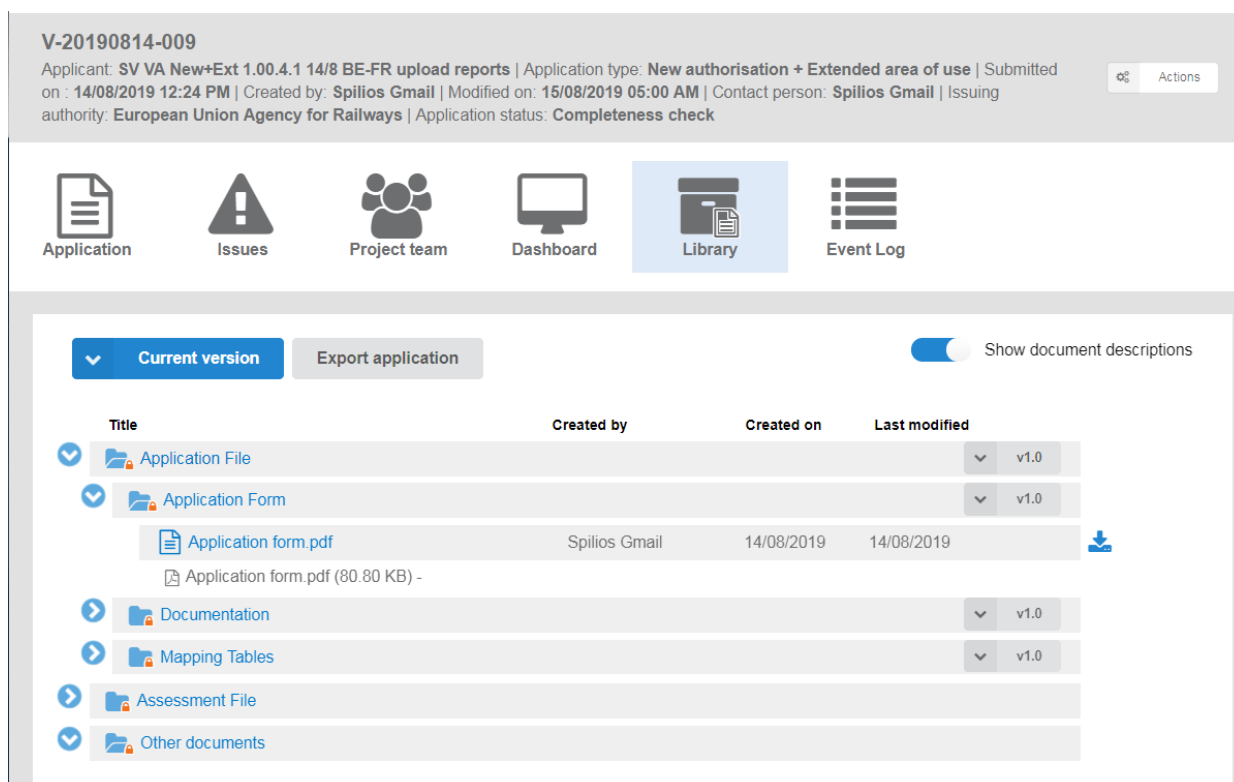 V-20190814-009
Applicant: SV VA New+Ext 1.00.4.1 14/8 BE-FR upload reports | Application type: New authorisation + Extended area of use | Submitted
on : 14/08/2019 12:24 PM | Created by: Spilios Gmail | Modified on: 15/08/2019 05:00 AM | Contact person: Spilios Gmail | Issuing
authority: European Union Agency for Railways | Application status: Completeness check
Actions
Application Issues Project team Dashboard Library Event Log
Current version Export application Show document descriptions
Title Created by Created on Last modified
Application File v1.0
Application Form v1.0
Application form.pdf Spilios Gmail 14/08/2019 14/08/2019
Application form.pdf (80.80 KB) -
Documentation v1.0
Mapping Tables v1.0
Assessment File
Other documents